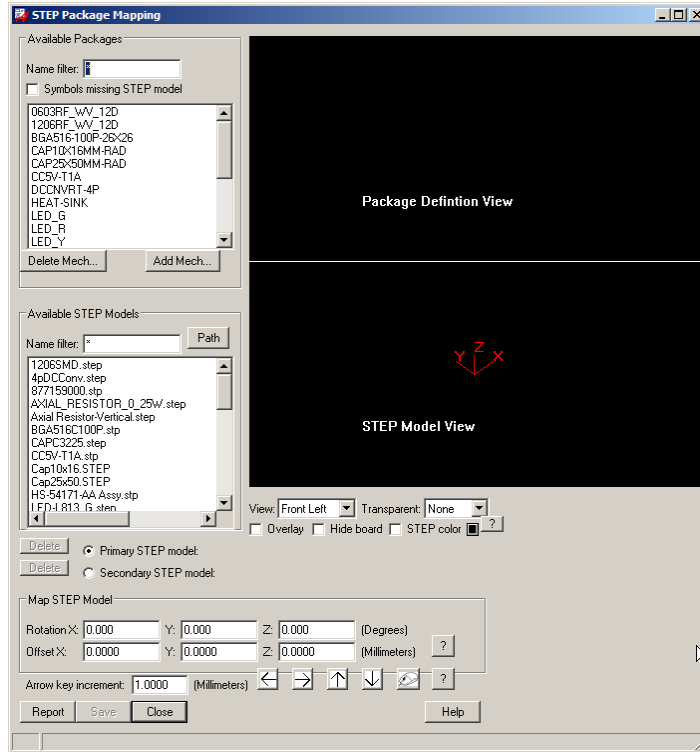 STEP Package Mapping
Available Packages
Name filter: *
Symbols missing STEP model
0603RF_WV_12D
1206RF_WV_12D
BGA516-100P-26X26
CAP10X16MM-RAD
CAP25X50MM-RAD
CC5V-T1A
DCCNVRT-4P
HEAT-SINK
LED_G
LED_R
LED_Y
Delete Mech... Add Mech...
Package Defintion View
Available STEP Models
Name filter: * Path
1206SMD.step
4pDCConv.step
877159000.stp
AXIAL_RESISTOR_0_25W.step
Axial Resistor-Vertical.step
BGA516C100P.stp
CAPC3225.step
CC5V-T1A.stp
Cap10x16.STEP
Cap25x50.STEP
HS-54171-AA Assy.stp
LED-L813_G.step
Y Z X
STEP Model View
View: Front Left Transparent: None
Overlay Hide board STEP color ?
Delete Primary STEP model:
Delete Secondary STEP model:
Map STEP Model
Rotation X: 0.000 Y: 0.000 Z: 0.000 (Degrees)
Offset X: 0.0000 Y: 0.0000 Z: 0.0000 (Millimeters) ?
Arrow key increment: 1.0000 (Millimeters) ?
Report Save Close Help